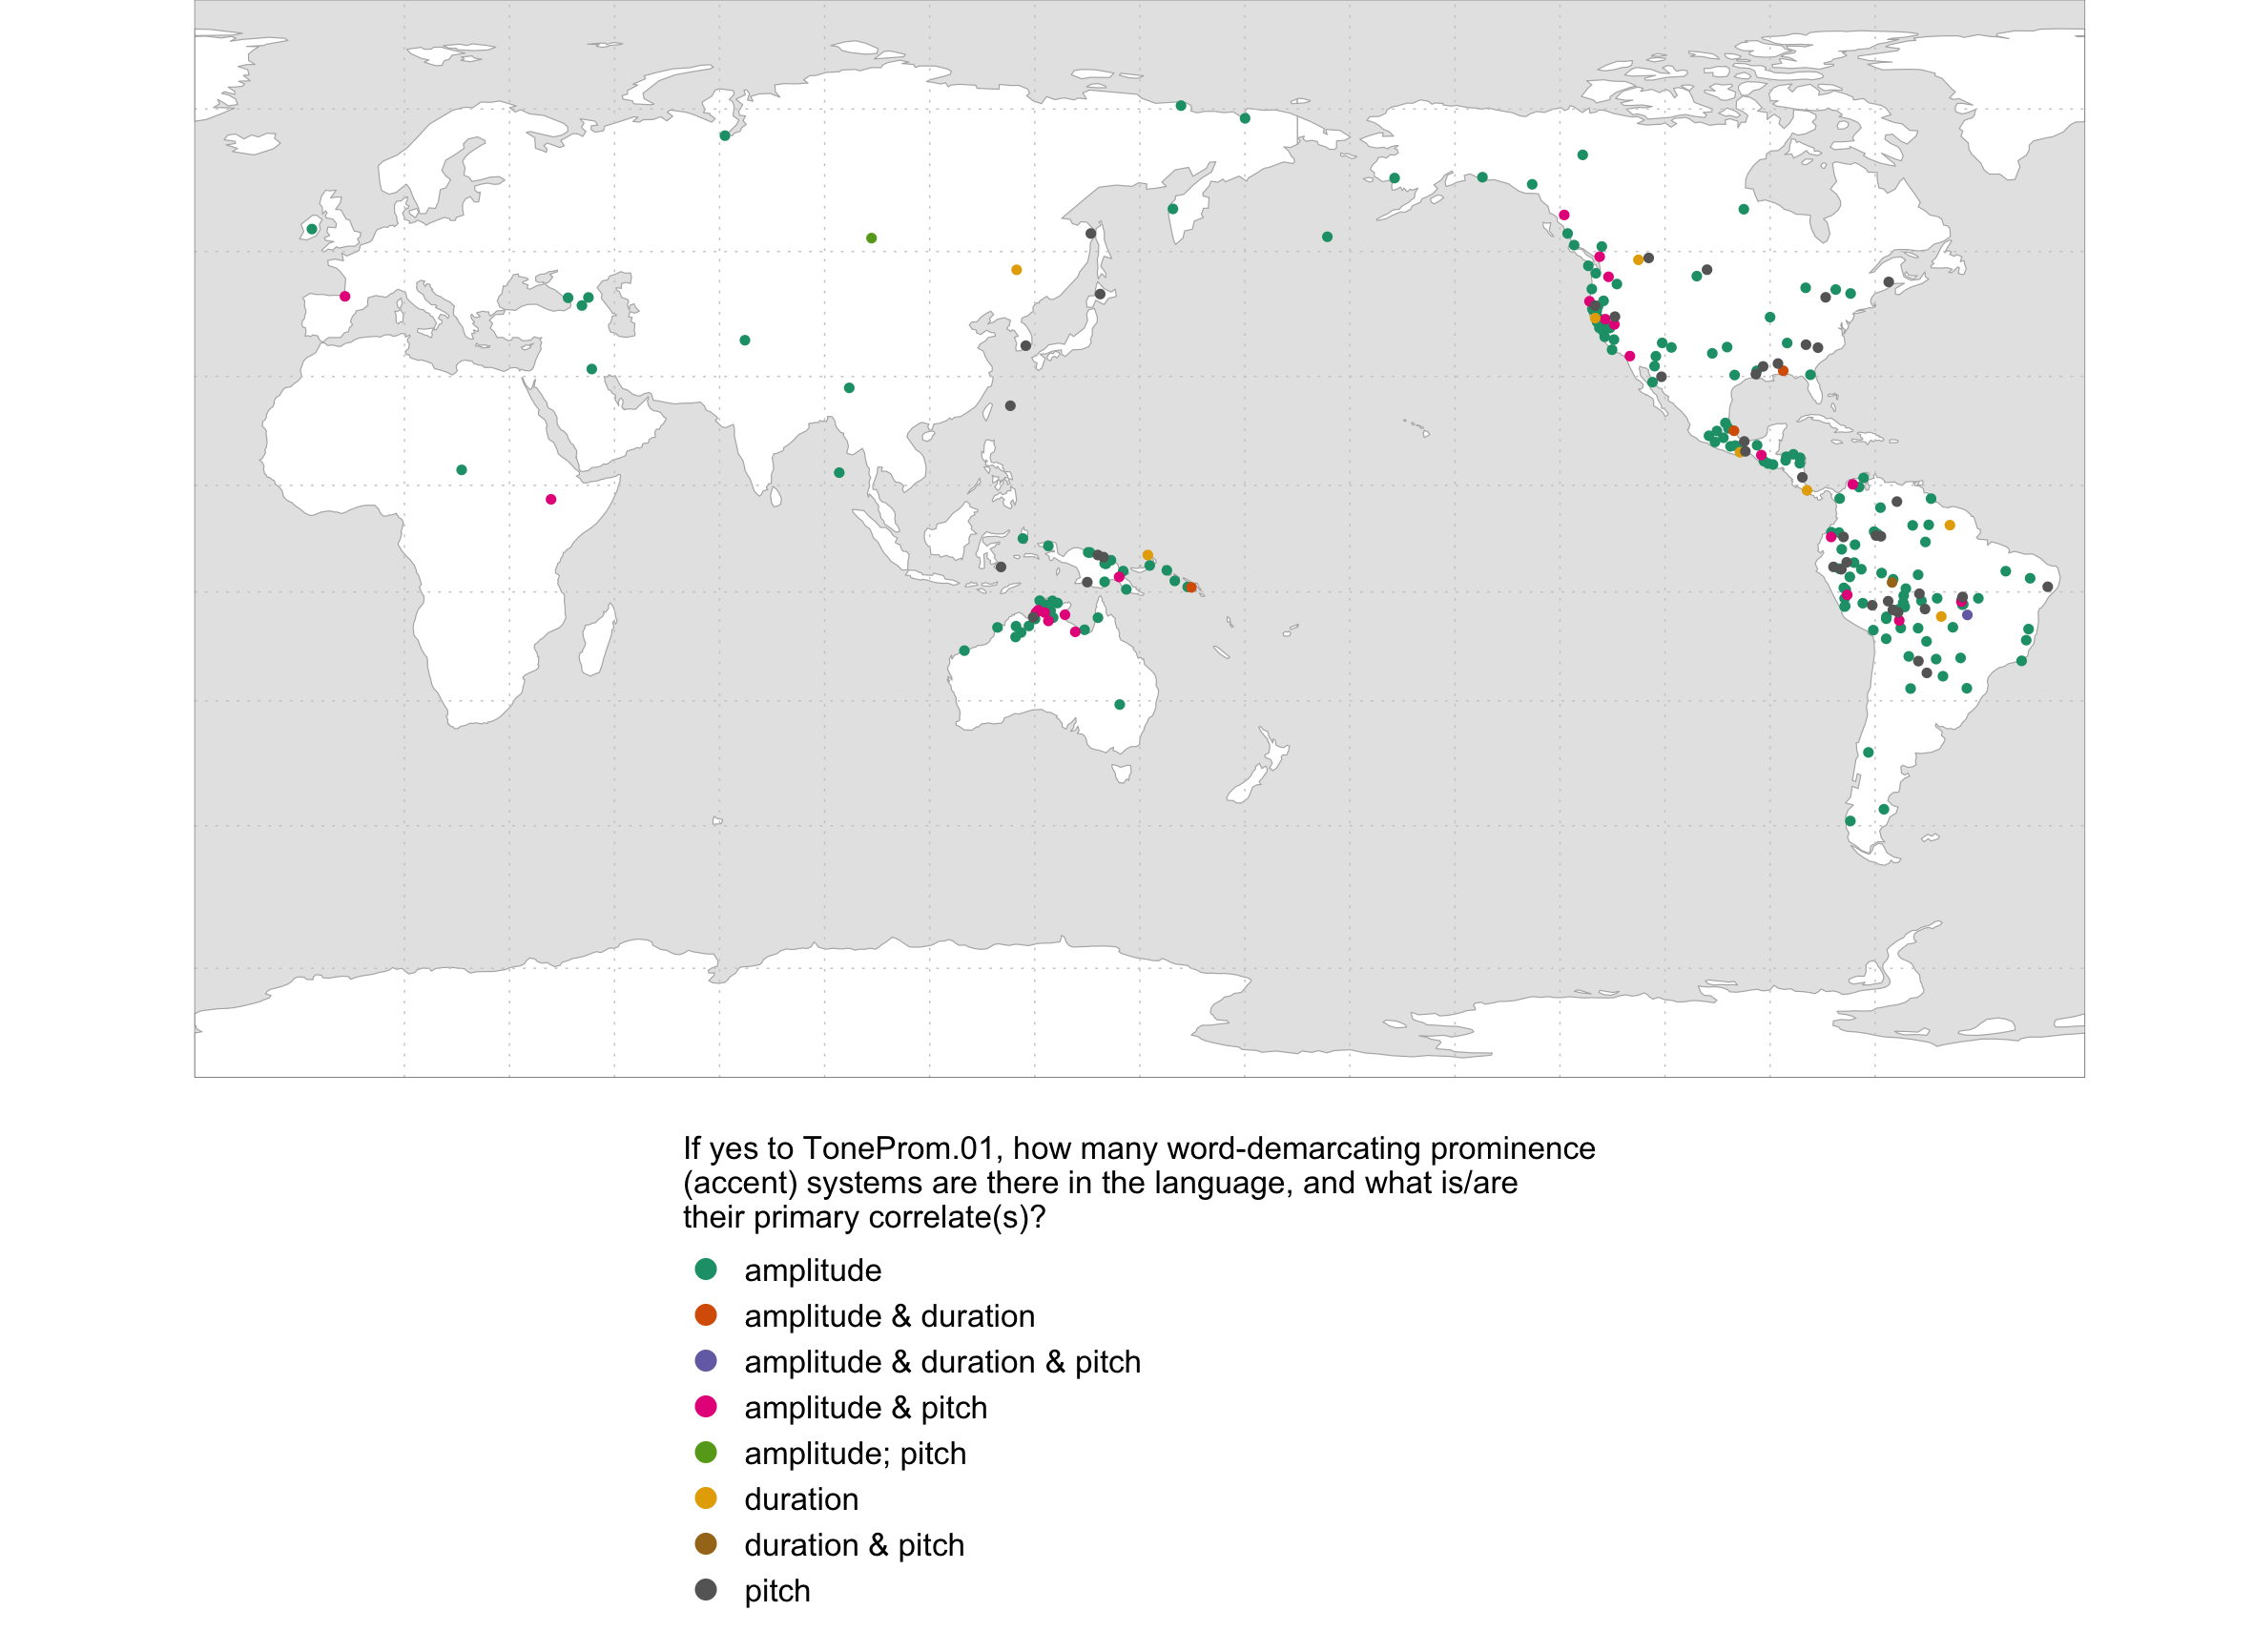 If yes to ToneProm.01, how many word-demarcating prominence
(accent) systems are there in the language, and what is/are
their primary correlate(s)?
amplitude
amplitude & duration
amplitude & duration & pitch
amplitude & pitch
amplitude; pitch
duration
duration & pitch
pitch